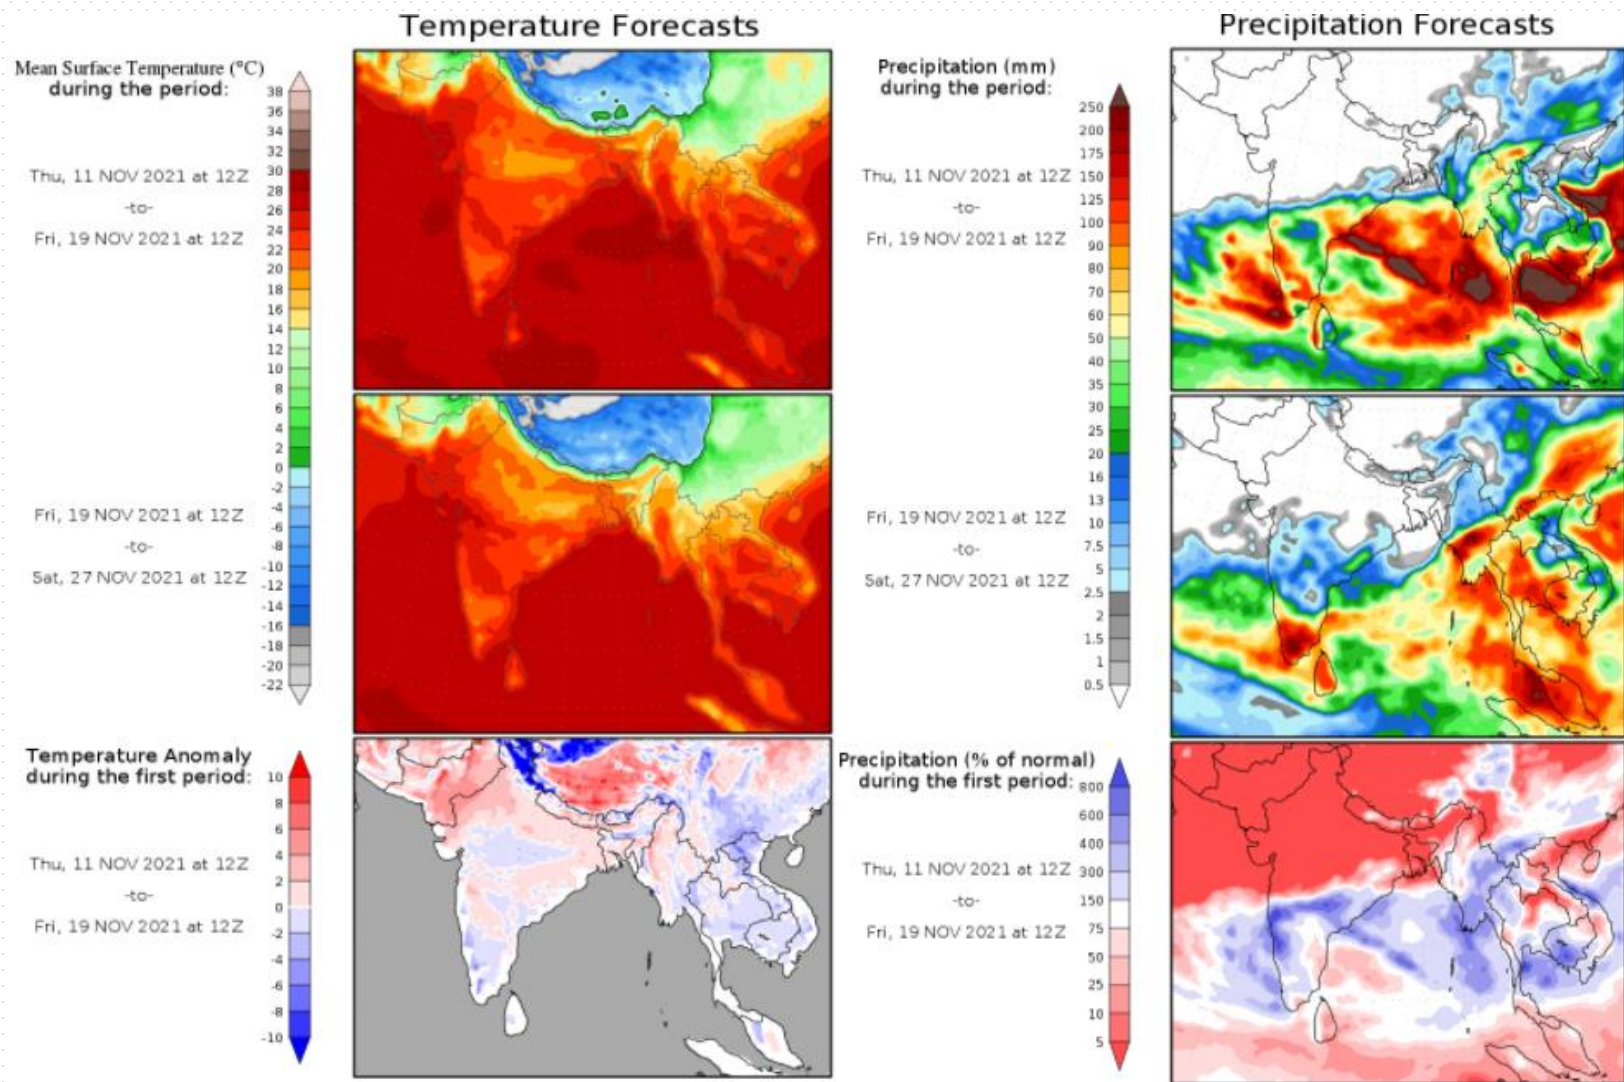 Temperature Forecasts
Mean Surface Temperature (°C)
during the period:
38
36
34
32
30
28
26
24
22
20
18
16
14
12
10
8
6
4
2
0
-2
-4
-6
-8
-10
-12
-14
-16
-18
-20
-22
Thu, 11 NOV 2021 at 12Z
-to-
Fri, 19 NOV 2021 at 12Z
Fri, 19 NOV 2021 at 12Z
-to-
Sat, 27 NOV 2021 at 12Z
Temperature Anomaly
during the first period:
10
8
6
4
2
0
-2
-4
-6
-8
-10
Thu, 11 NOV 2021 at 12Z
-to-
Fri, 19 NOV 2021 at 12Z
Precipitation Forecasts
Precipitation (mm)
during the period:
250
200
175
150
125
100
90
80
70
60
50
40
35
30
25
20
16
13
10
7.5
5
2.5
2
1.5
1
0.5
Thu, 11 NOV 2021 at 12Z
-to-
Fri, 19 NOV 2021 at 12Z
Fri, 19 NOV 2021 at 12Z
-to-
Sat, 27 NOV 2021 at 12Z
Precipitation (% of normal)
during the first period:
800
600
400
300
150
75
50
25
10
5
Thu, 11 NOV 2021 at 12Z
-to-
Fri, 19 NOV 2021 at 12Z